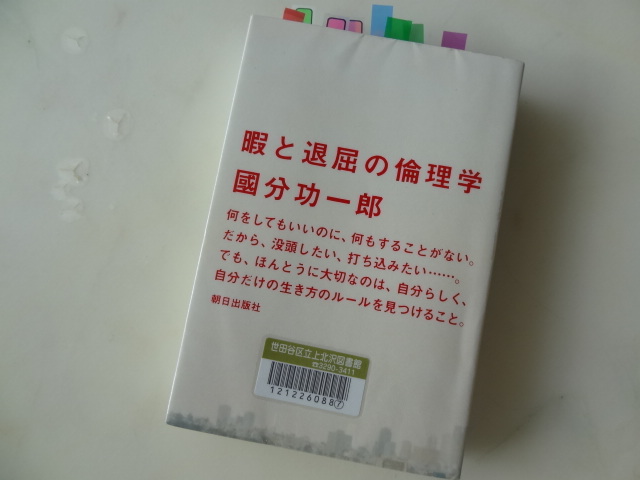 暇と退屈の倫理学
國分功一郎
何をしてもいいのに、何もすることがない。
だから、没頭したい、打ち込みたい……。
でも、ほんとうに大切なのは、自分らしく、
自分だけの生き方のルールを見つけること。
朝日出版社
世田谷区立上北沢図書館
☎3290-3411
121226088⑦